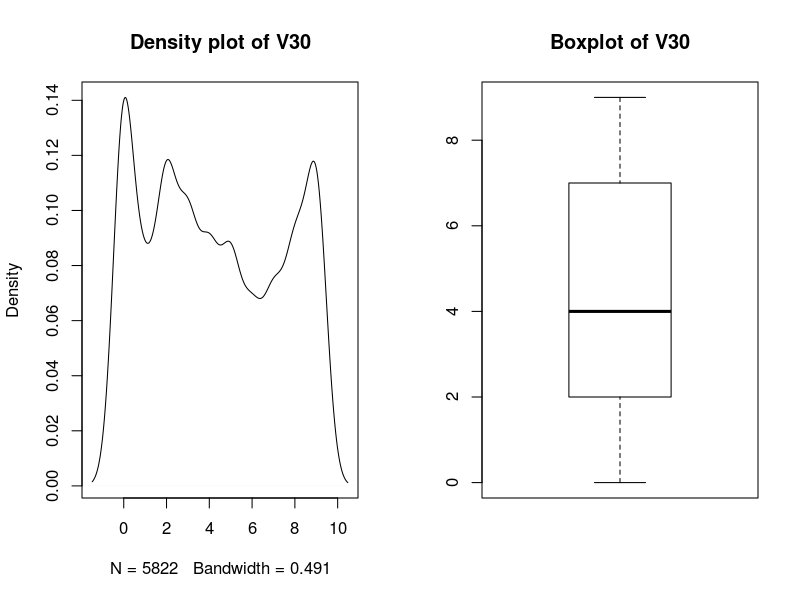 Density plot of V30
Density
0.00 0.02 0.04 0.06 0.08 0.10 0.12 0.14
0 2 4 6 8 10
N = 5822 Bandwidth = 0.491
Boxplot of V30
0 2 4 6 8